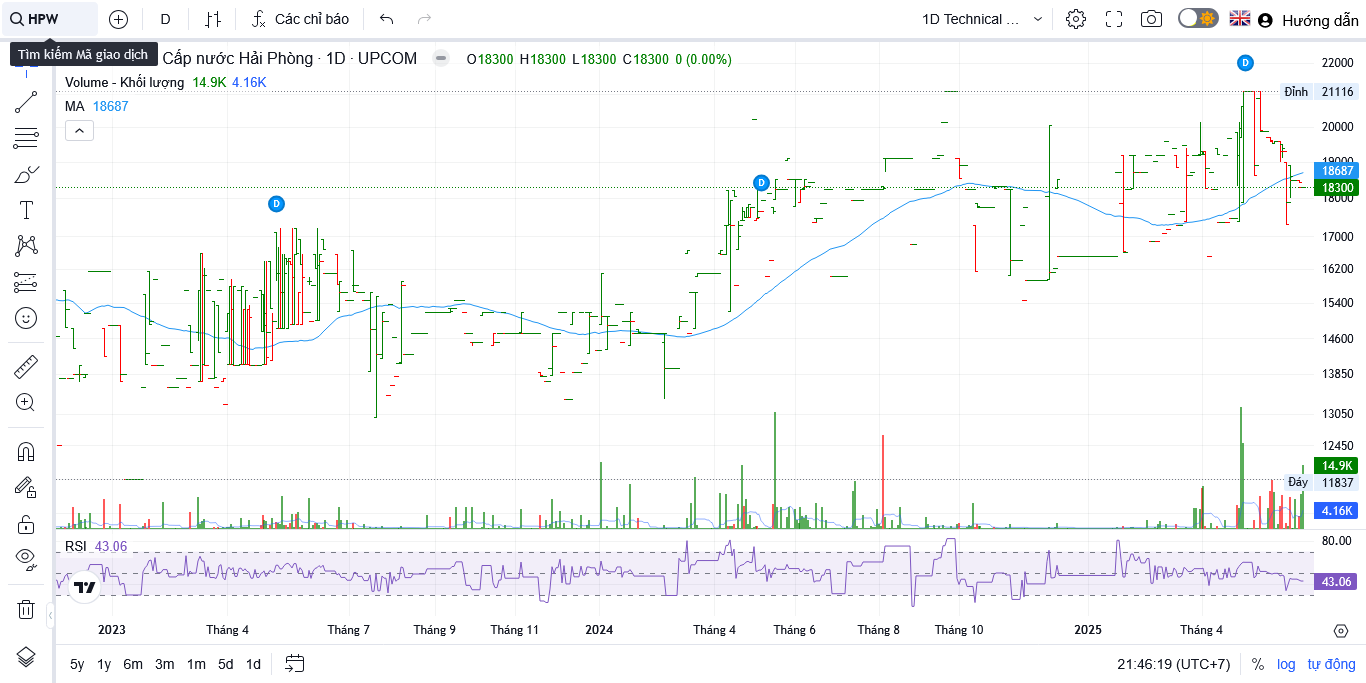 HPW
D
Các chỉ báo
1D Technical ...
Hướng dẫn
Tìm kiếm Mã giao dịch
Cấp nước Hải Phòng · 1D · UPCOM
O18300 H18300 L18300 C18300 0 (0.00%)
Volume - Khối lượng 14.9K 4.16K
MA 18687
D
D
D
22000
Đỉnh 21116
20000
19000
18687
18300
18000
17000
16200
15400
14600
13850
13050
12450
14.9K
Đáy 11837
4.16K
RSI 43.06
80.00
43.06
2023 Tháng 4 Tháng 7 Tháng 9 Tháng 11 2024 Tháng 4 Tháng 6 Tháng 8 Tháng 10 2025 Tháng 4
5y 1y 6m 3m 1m 5d 1d
21:46:19 (UTC+7) % log tự động